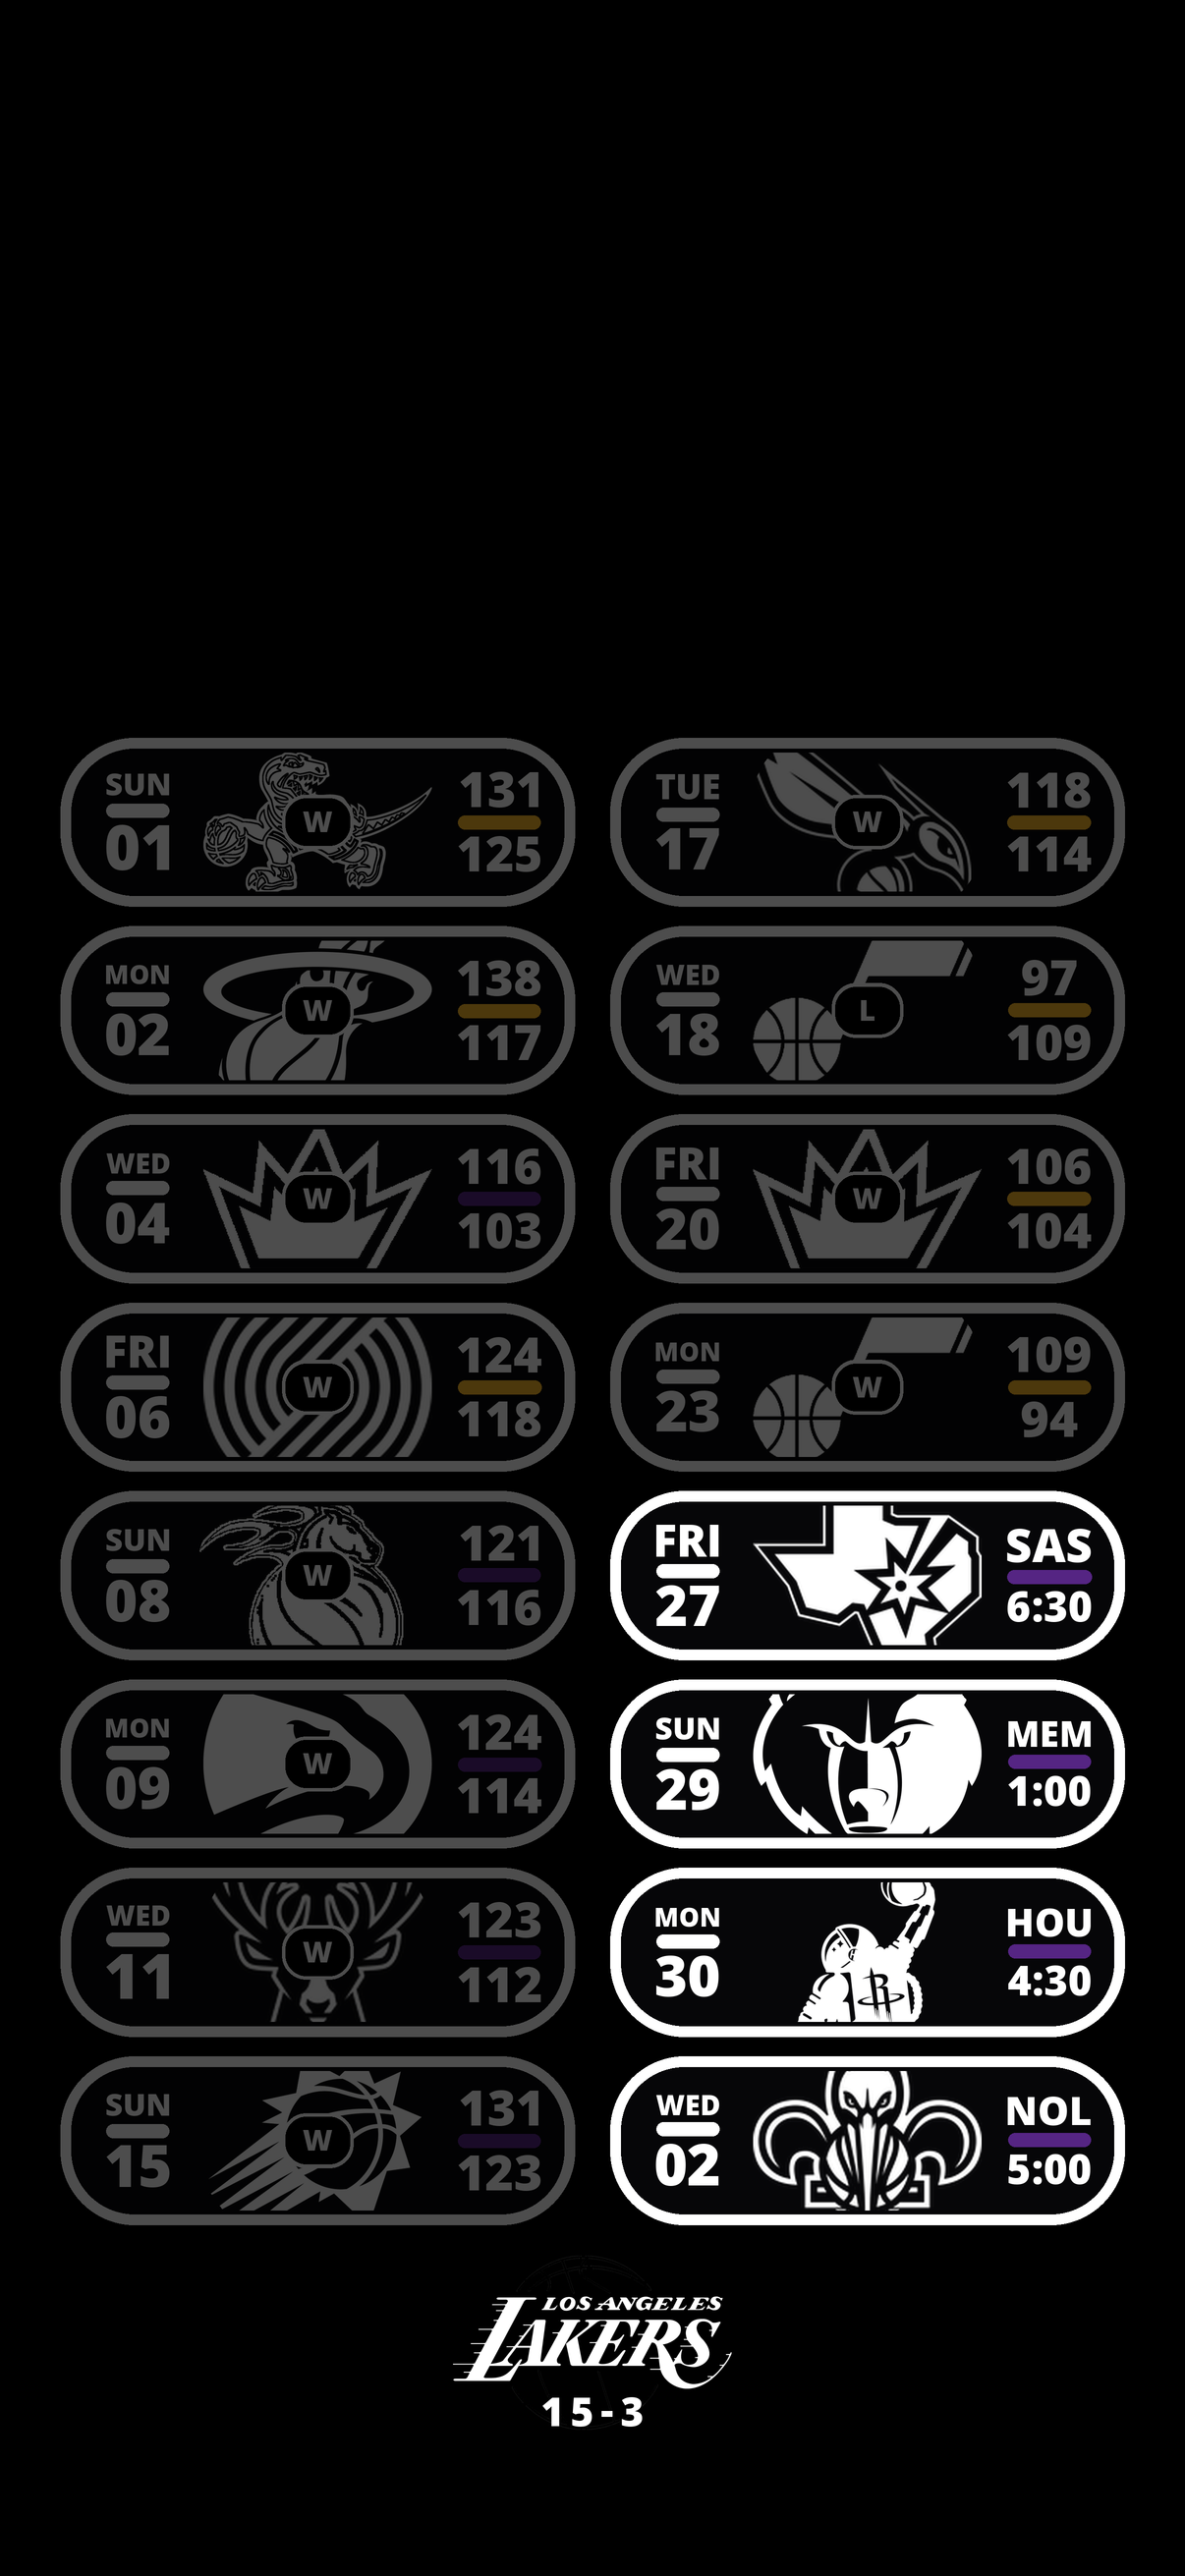 SUN
01
W
131
125
MON
02
W
138
117
WED
04
W
116
103
FRI
06
W
124
118
SUN
08
W
121
116
MON
09
W
124
114
WED
11
W
123
112
SUN
15
W
131
123
TUE
17
W
118
114
WED
18
L
97
109
FRI
20
W
106
104
MON
23
W
109
94
FRI
27
SAS
6:30
SUN
29
MEM
1:00
MON
30
R
HOU
4:30
WED
02
NOL
5:00
LOS ANGELES
LAKERS
15-3